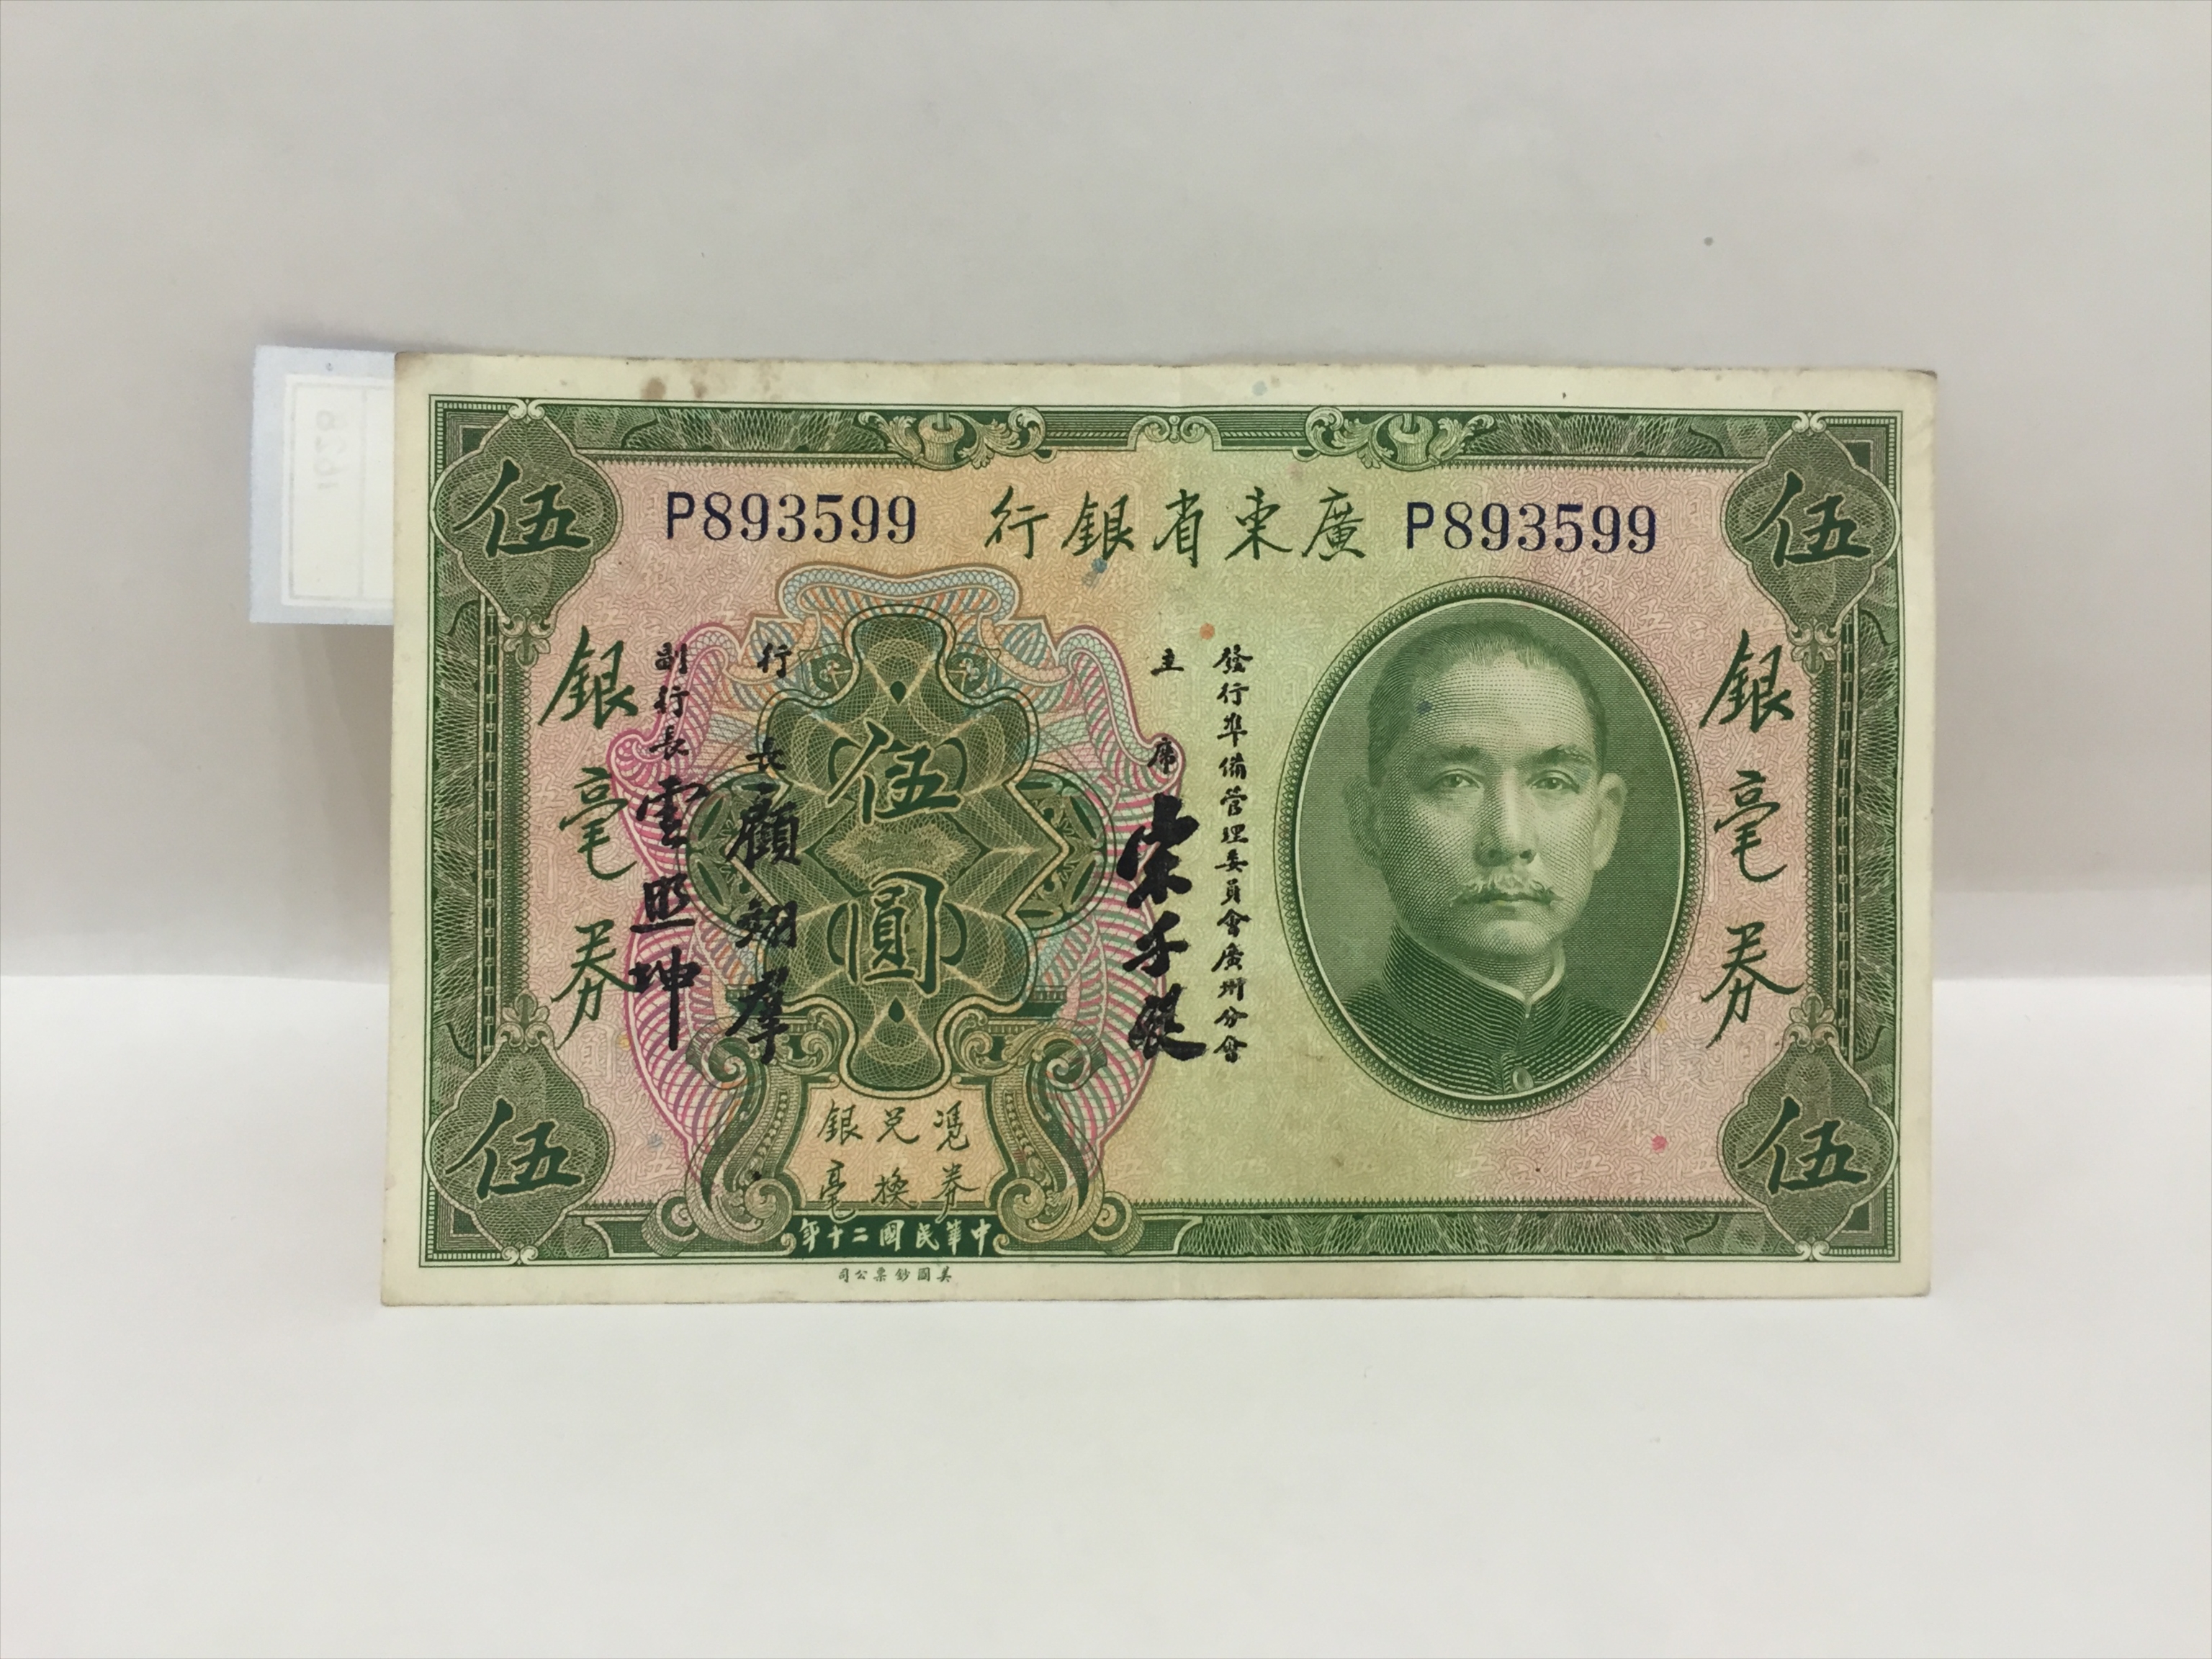 伍
伍
P893599
廣東省銀行
P893599
銀毫券
銀毫券
發行準備管理委員會廣州分會
主席 宋子良
行長 顧翊羣
副行長 雲照坤
伍圓
憑券
兌換
銀毫
伍
伍
中華民國二十年
美國鈔票公司